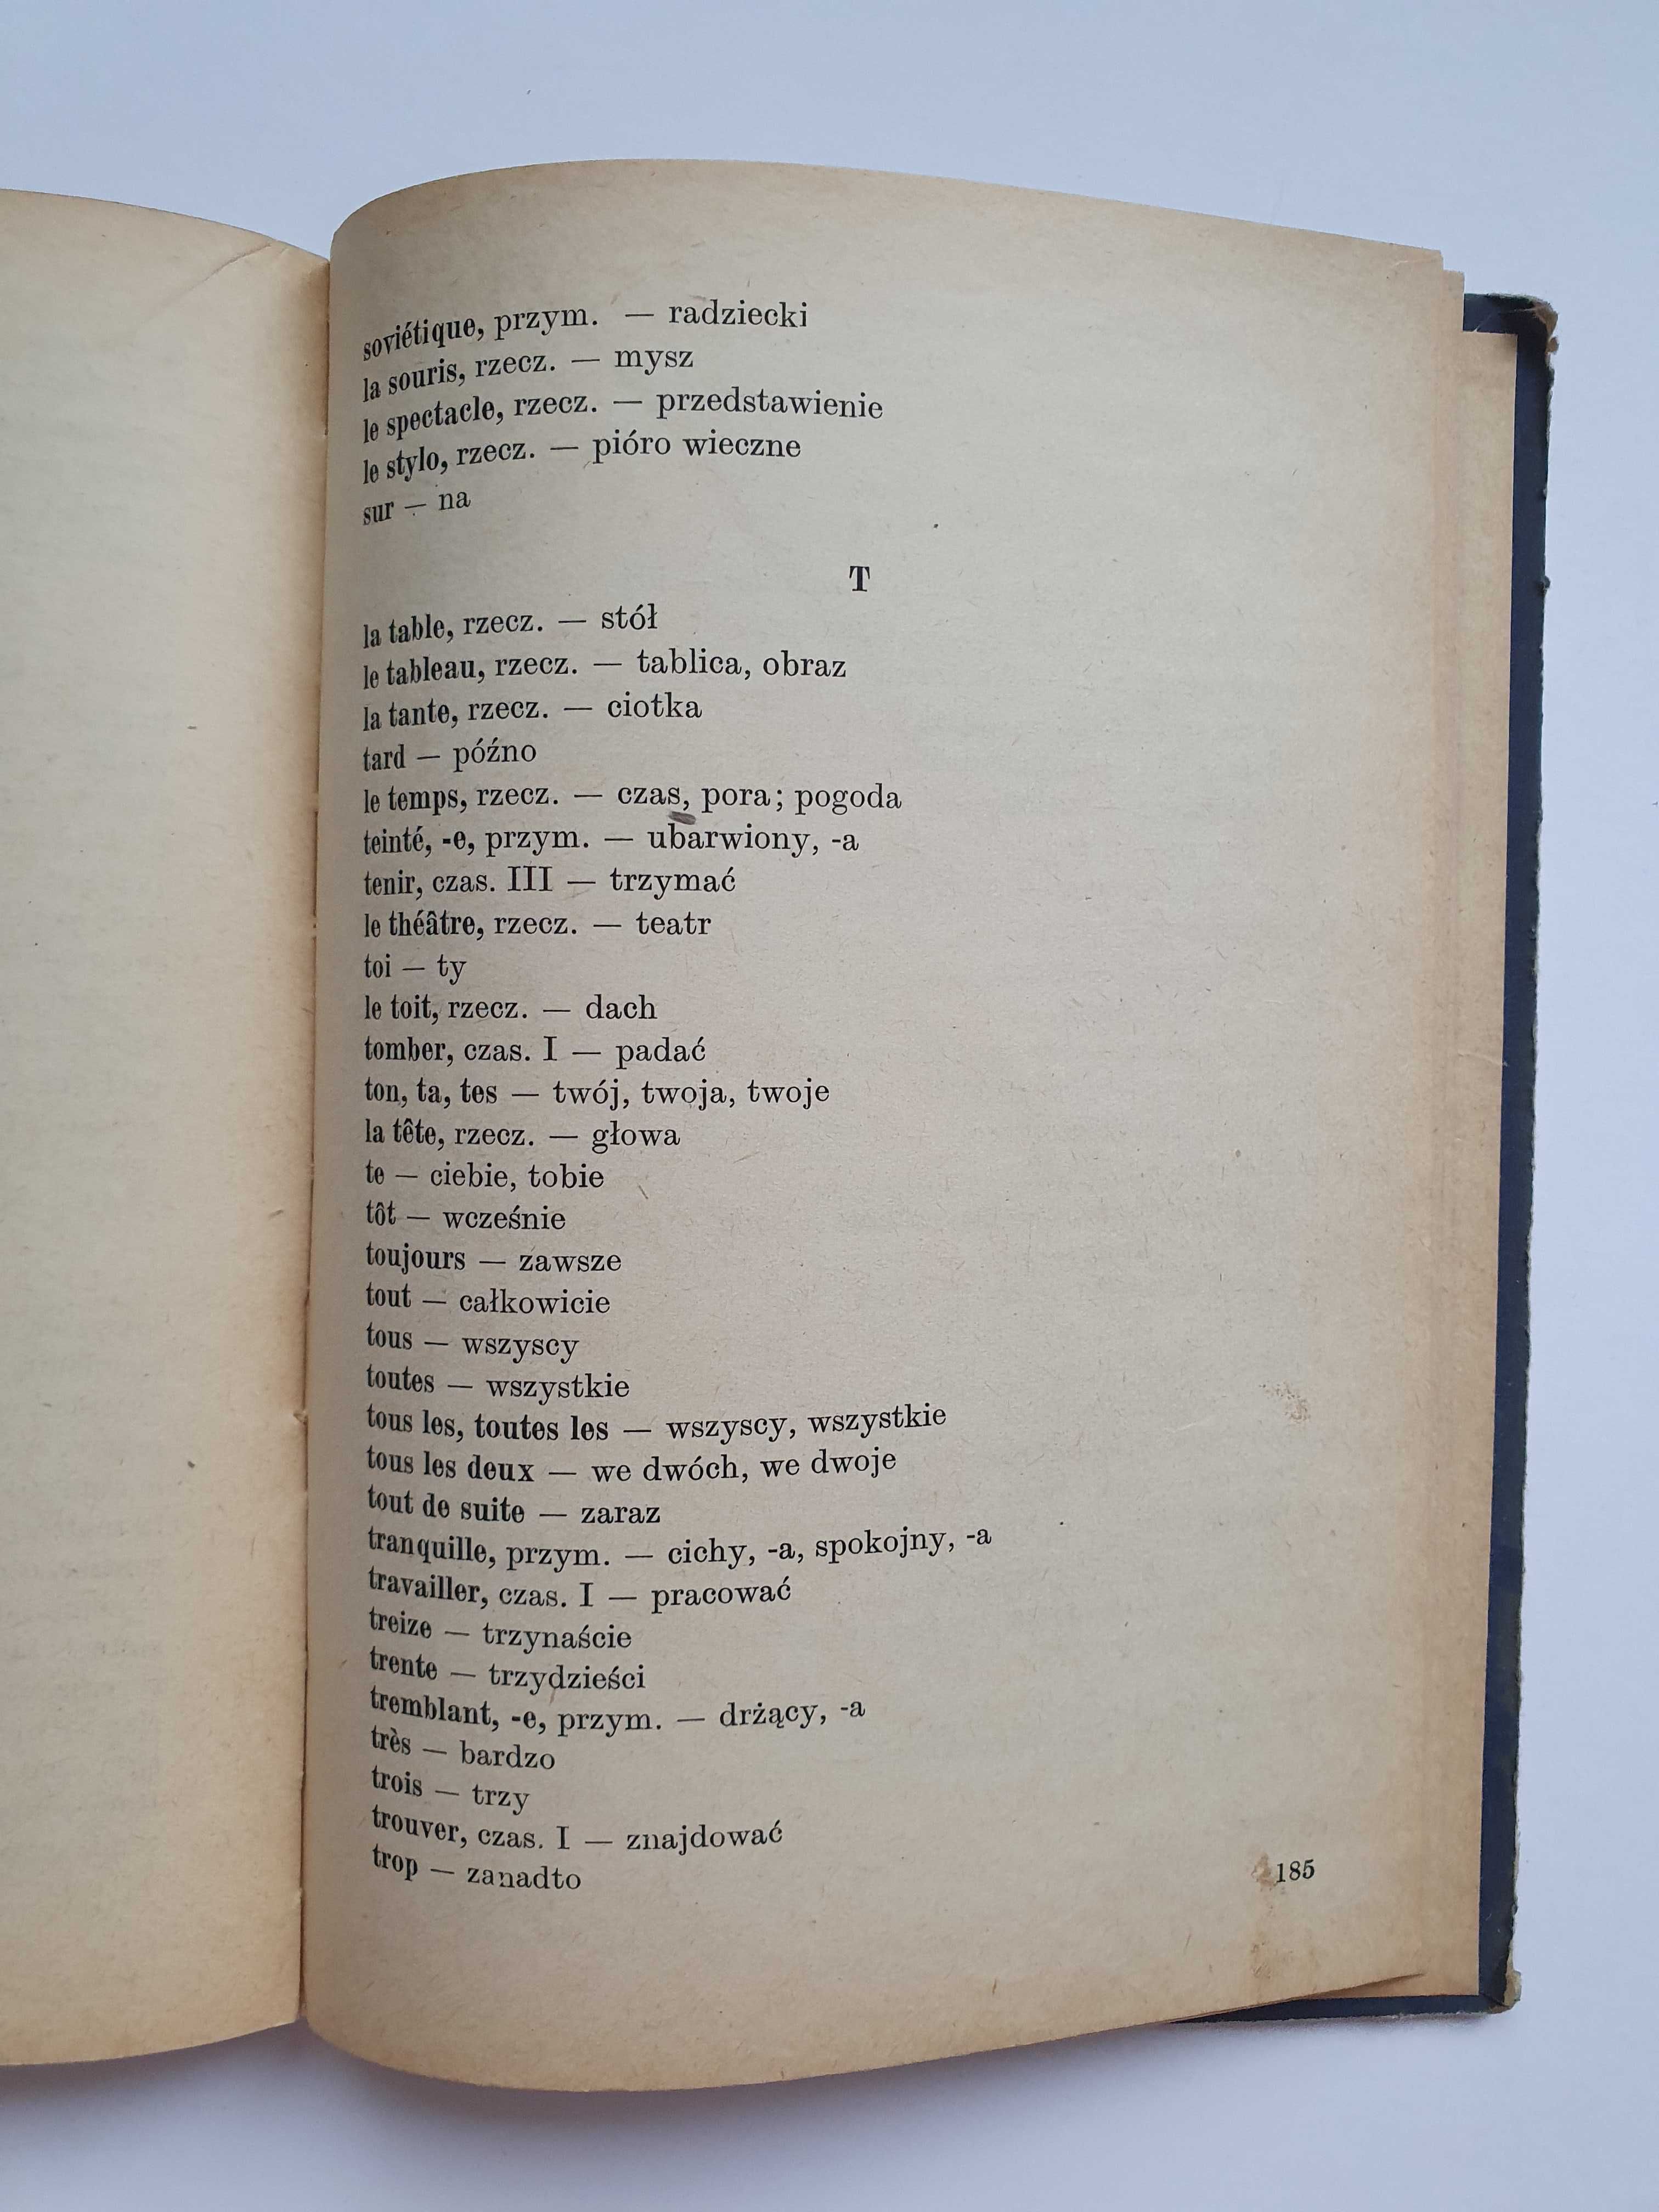 soviétique, przym. — radziecki
la souris, rzecz. — mysz
le spectacle, rzecz. — przedstawienie
le stylo, rzecz. — pióro wieczne
sur — na
T
la table, rzecz. — stół
le tableau, rzecz. — tablica, obraz
la tante, rzecz. — ciotka
tard — późno
le temps, rzecz. — czas, pora; pogoda
teinté, -e, przym. — ubarwiony, -a
tenir, czas. III — trzymać
le théâtre, rzecz. — teatr
toi — ty
le toit, rzecz. — dach
tomber, czas. I — padać
ton, ta, tes — twój, twoja, twoje
la tête, rzecz. — głowa
te — ciebie, tobie
tôt — wcześnie
toujours — zawsze
tout — całkowicie
tous — wszyscy
toutes — wszystkie
tous les, toutes les — wszyscy, wszystkie
tous les deux — we dwóch, we dwoje
tout de suite — zaraz
tranquille, przym. — cichy, -a, spokojny, -a
travailler, czas. I — pracować
treize — trzynaście
trente — trzydzieści
tremblant, -e, przym. — drżący, -a
très — bardzo
trois — trzy
trouver, czas. I — znajdować
trop — zanadto
185